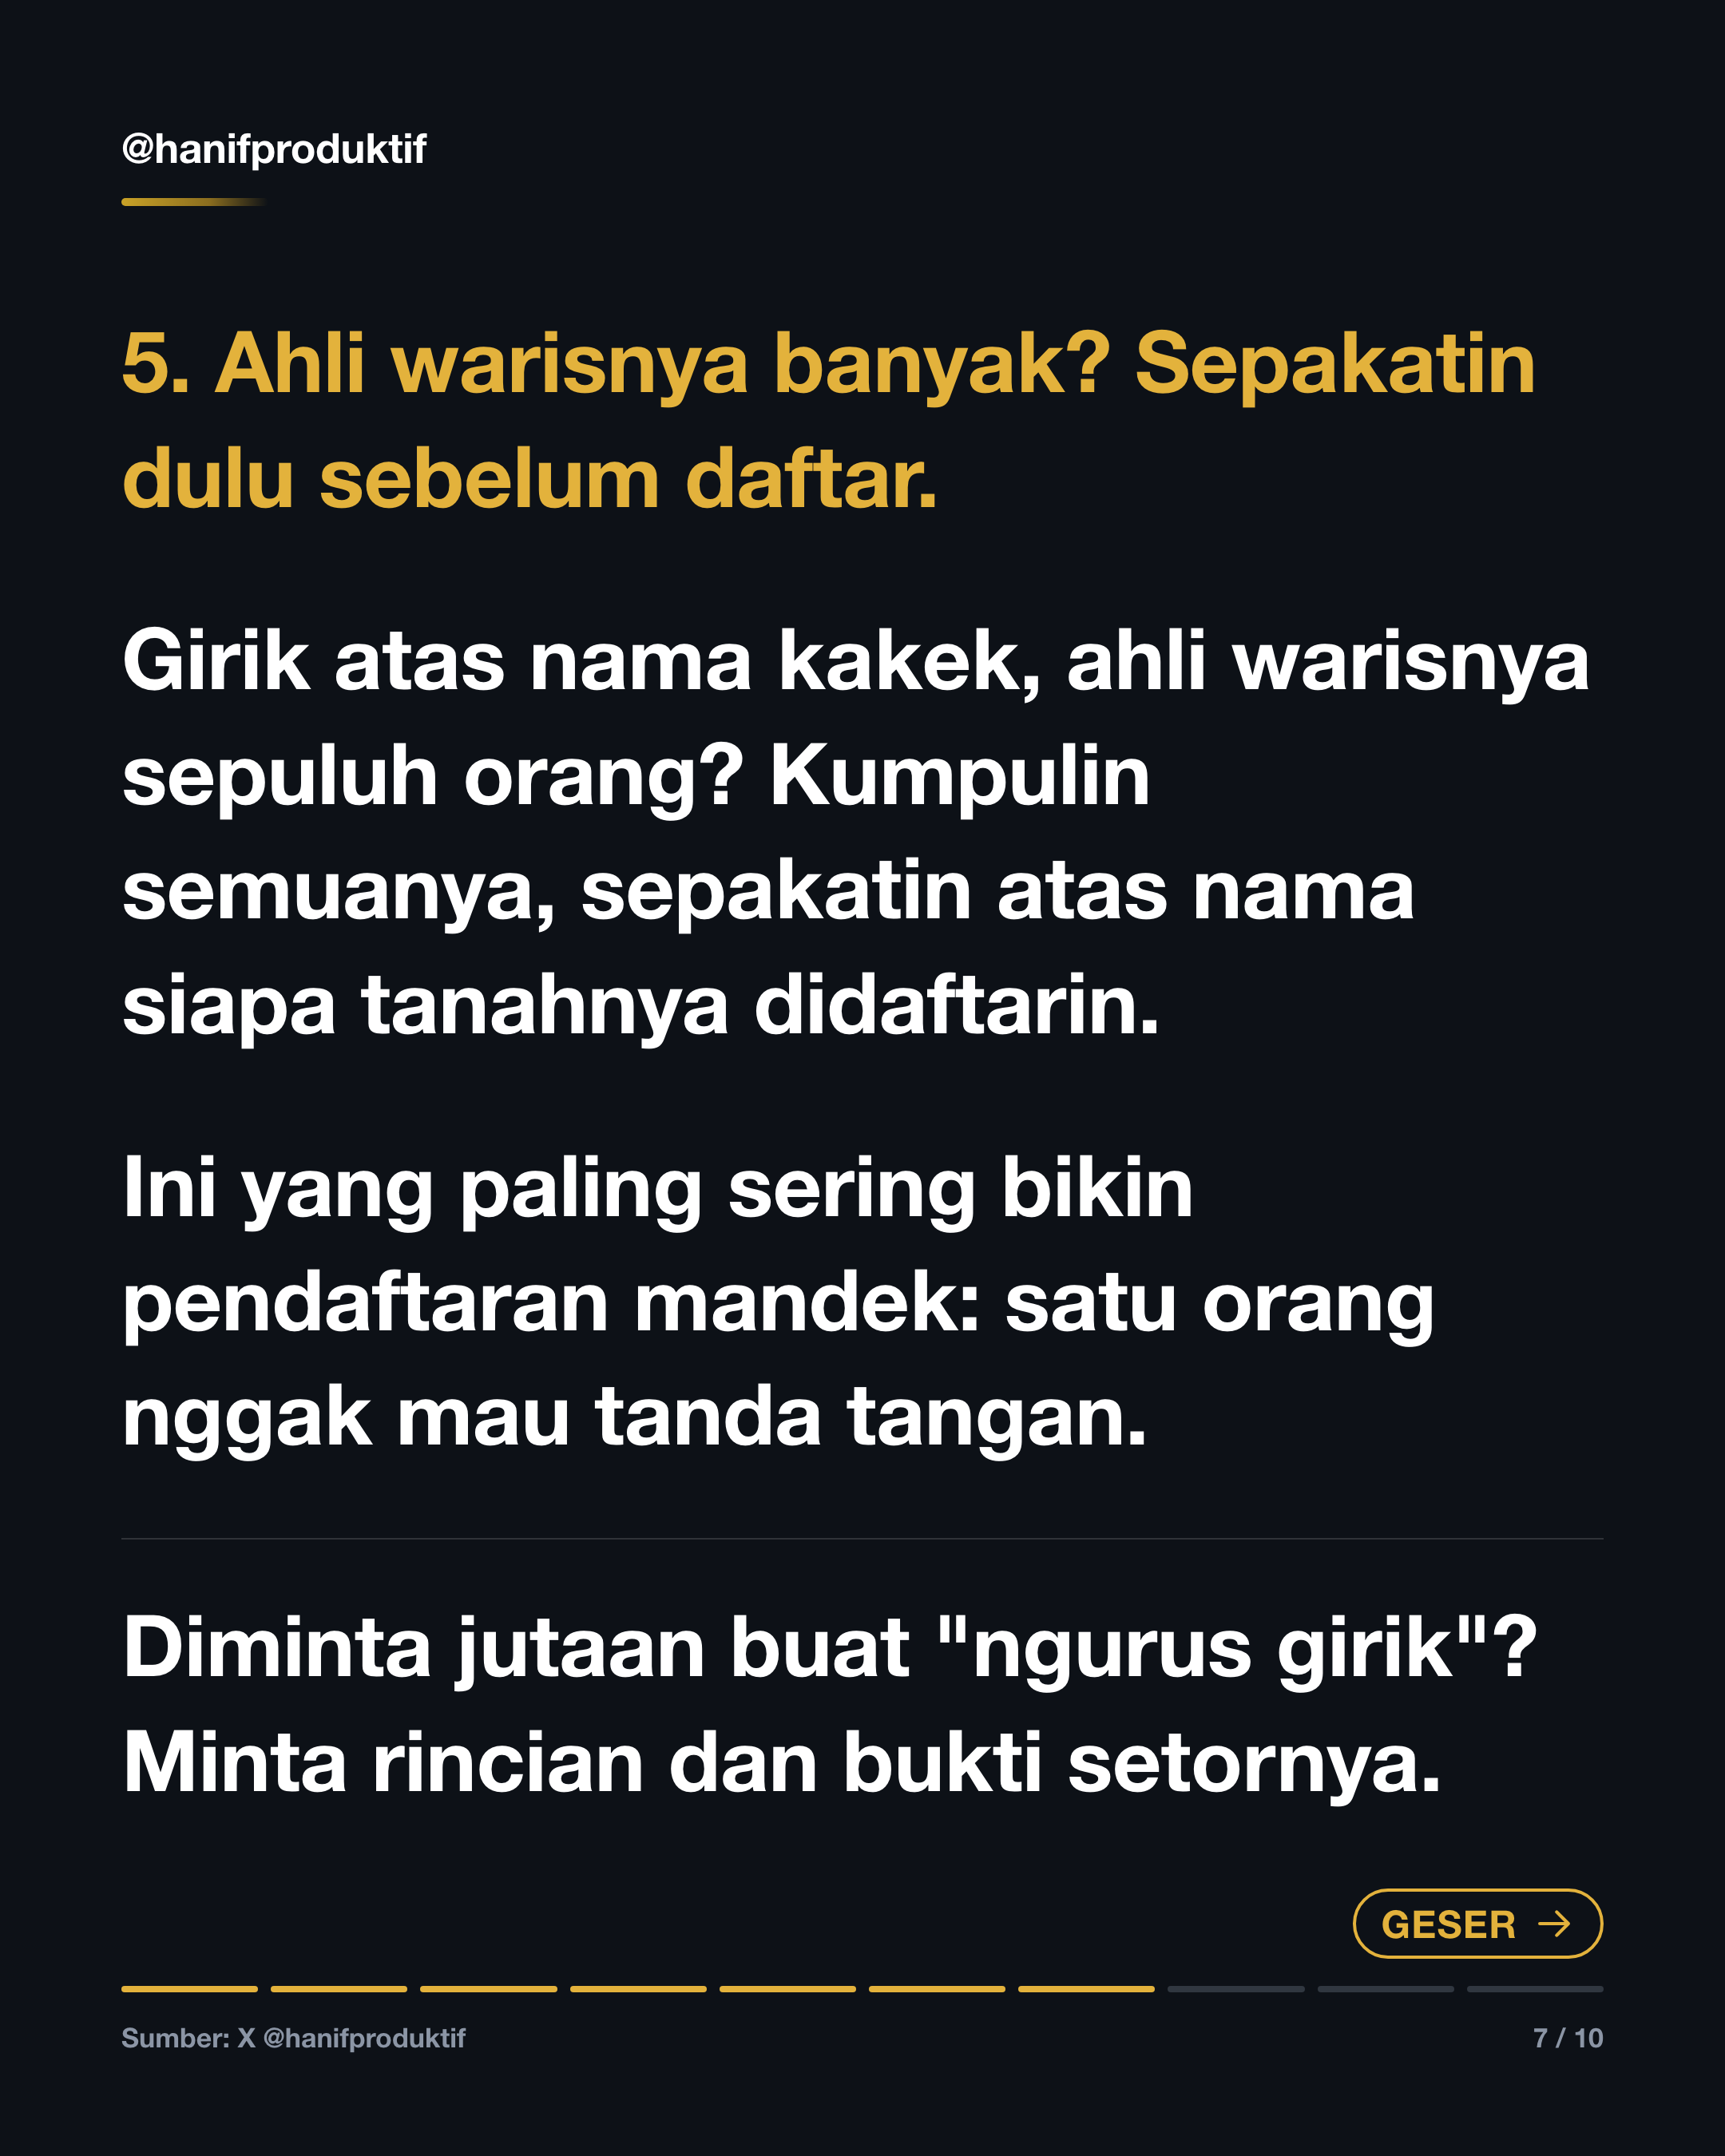 @hanifproduktif
5. Ahli warisnya banyak? Sepakatin
dulu sebelum daftar.
Girik atas nama kakek, ahli warisnya
sepuluh orang? Kumpulin
semuanya, sepakatin atas nama
siapa tanahnya didaftarin.
Ini yang paling sering bikin
pendaftaran mandek: satu orang
nggak mau tanda tangan.
Diminta jutaan buat "ngurus girik"?
Minta rincian dan bukti setornya.
GESER →
Sumber: X @hanifproduktif
7 / 10